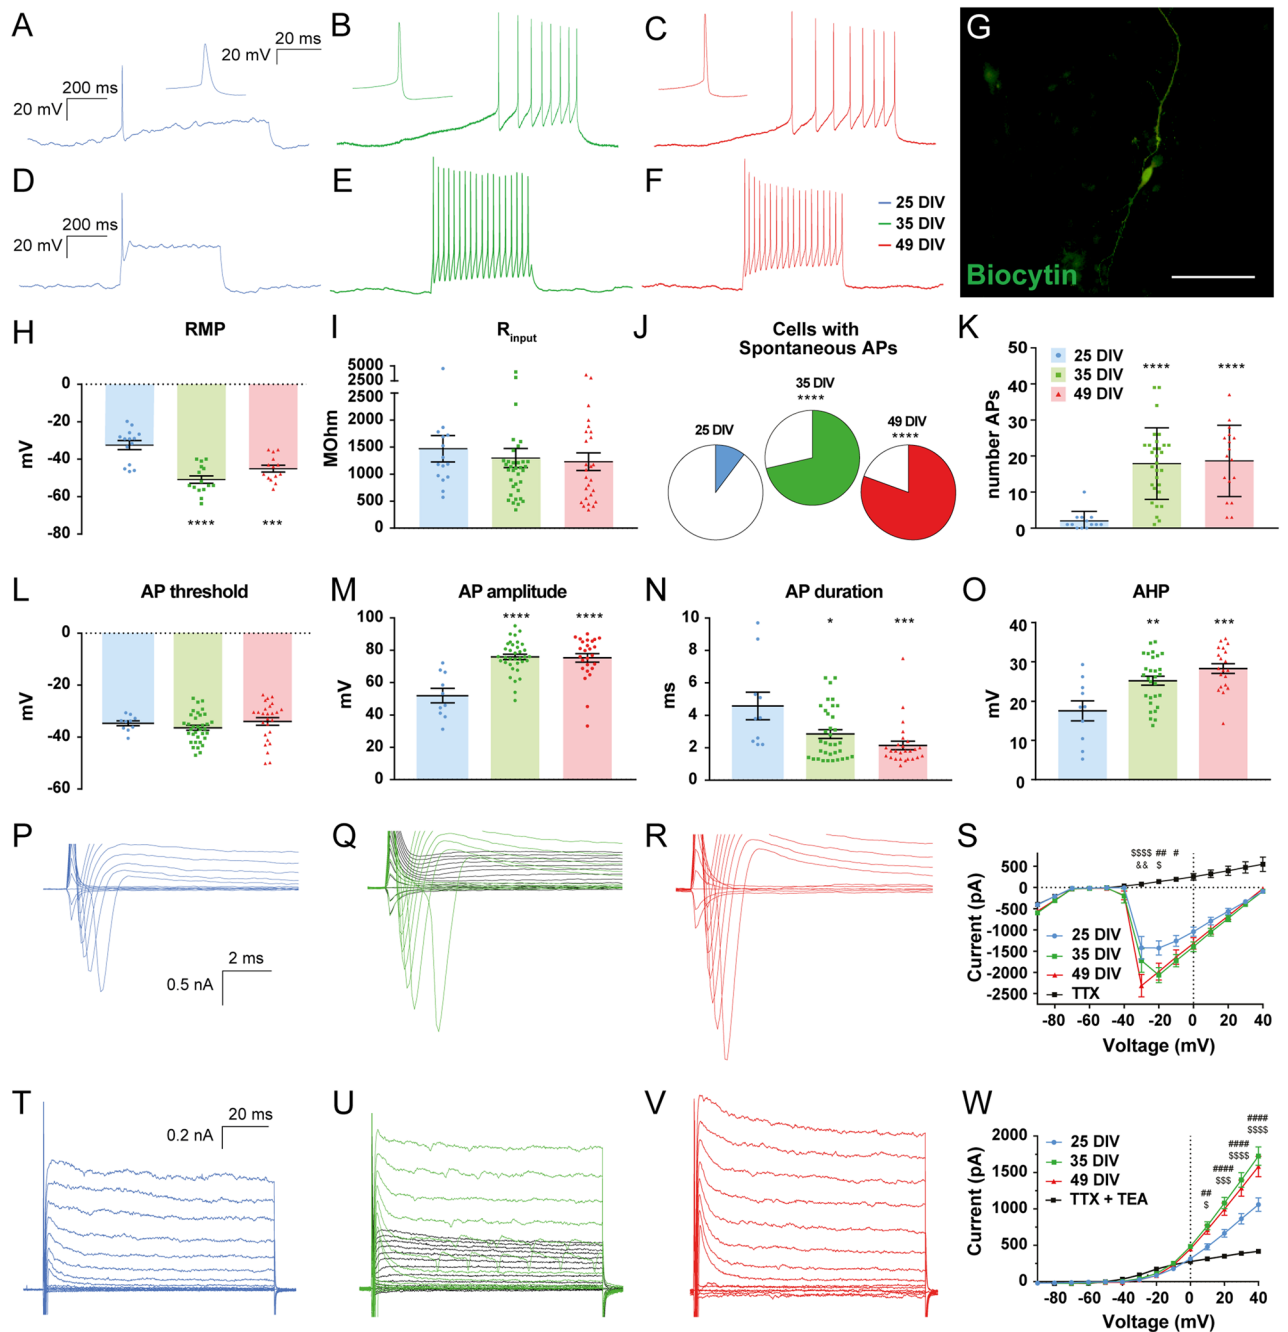 A
20 ms
20 mV
200 ms
20 mV
B
C
G
Biocytin
D
200 ms
20 mV
E
F
25 DIV
35 DIV
49 DIV
H
RMP
0
-20
-40
-60
-80
mV
****
***
I
Rinput
5000
2500
2500
2000
1500
1000
500
0
MOhm
J
Cells with
Spontaneous APs
35 DIV
****
25 DIV
49 DIV
****
K
50
40
30
20
10
0
number APs
25 DIV
35 DIV
49 DIV
****
****
L
AP threshold
0
-20
-40
-60
mV
M
AP amplitude
100
80
60
40
20
0
mV
****
****
N
AP duration
10
8
6
4
2
0
ms
*
***
O
AHP
40
30
20
10
0
mV
**
***
P
2 ms
0.5 nA
Q
R
S
$$$$ ## #
&& $
500
0
-500
-1000
-1500
-2000
-2500
Current (pA)
25 DIV
35 DIV
49 DIV
TTX
-80 -60 -40 -20 0 20 40
Voltage (mV)
T
20 ms
0.2 nA
U
V
W
####
$$$$
####
$$$$
####
$$$
##
$
2000
1500
1000
500
0
Current (pA)
25 DIV
35 DIV
49 DIV
TTX + TEA
-80 -60 -40 -20 0 20 40
Voltage (mV)